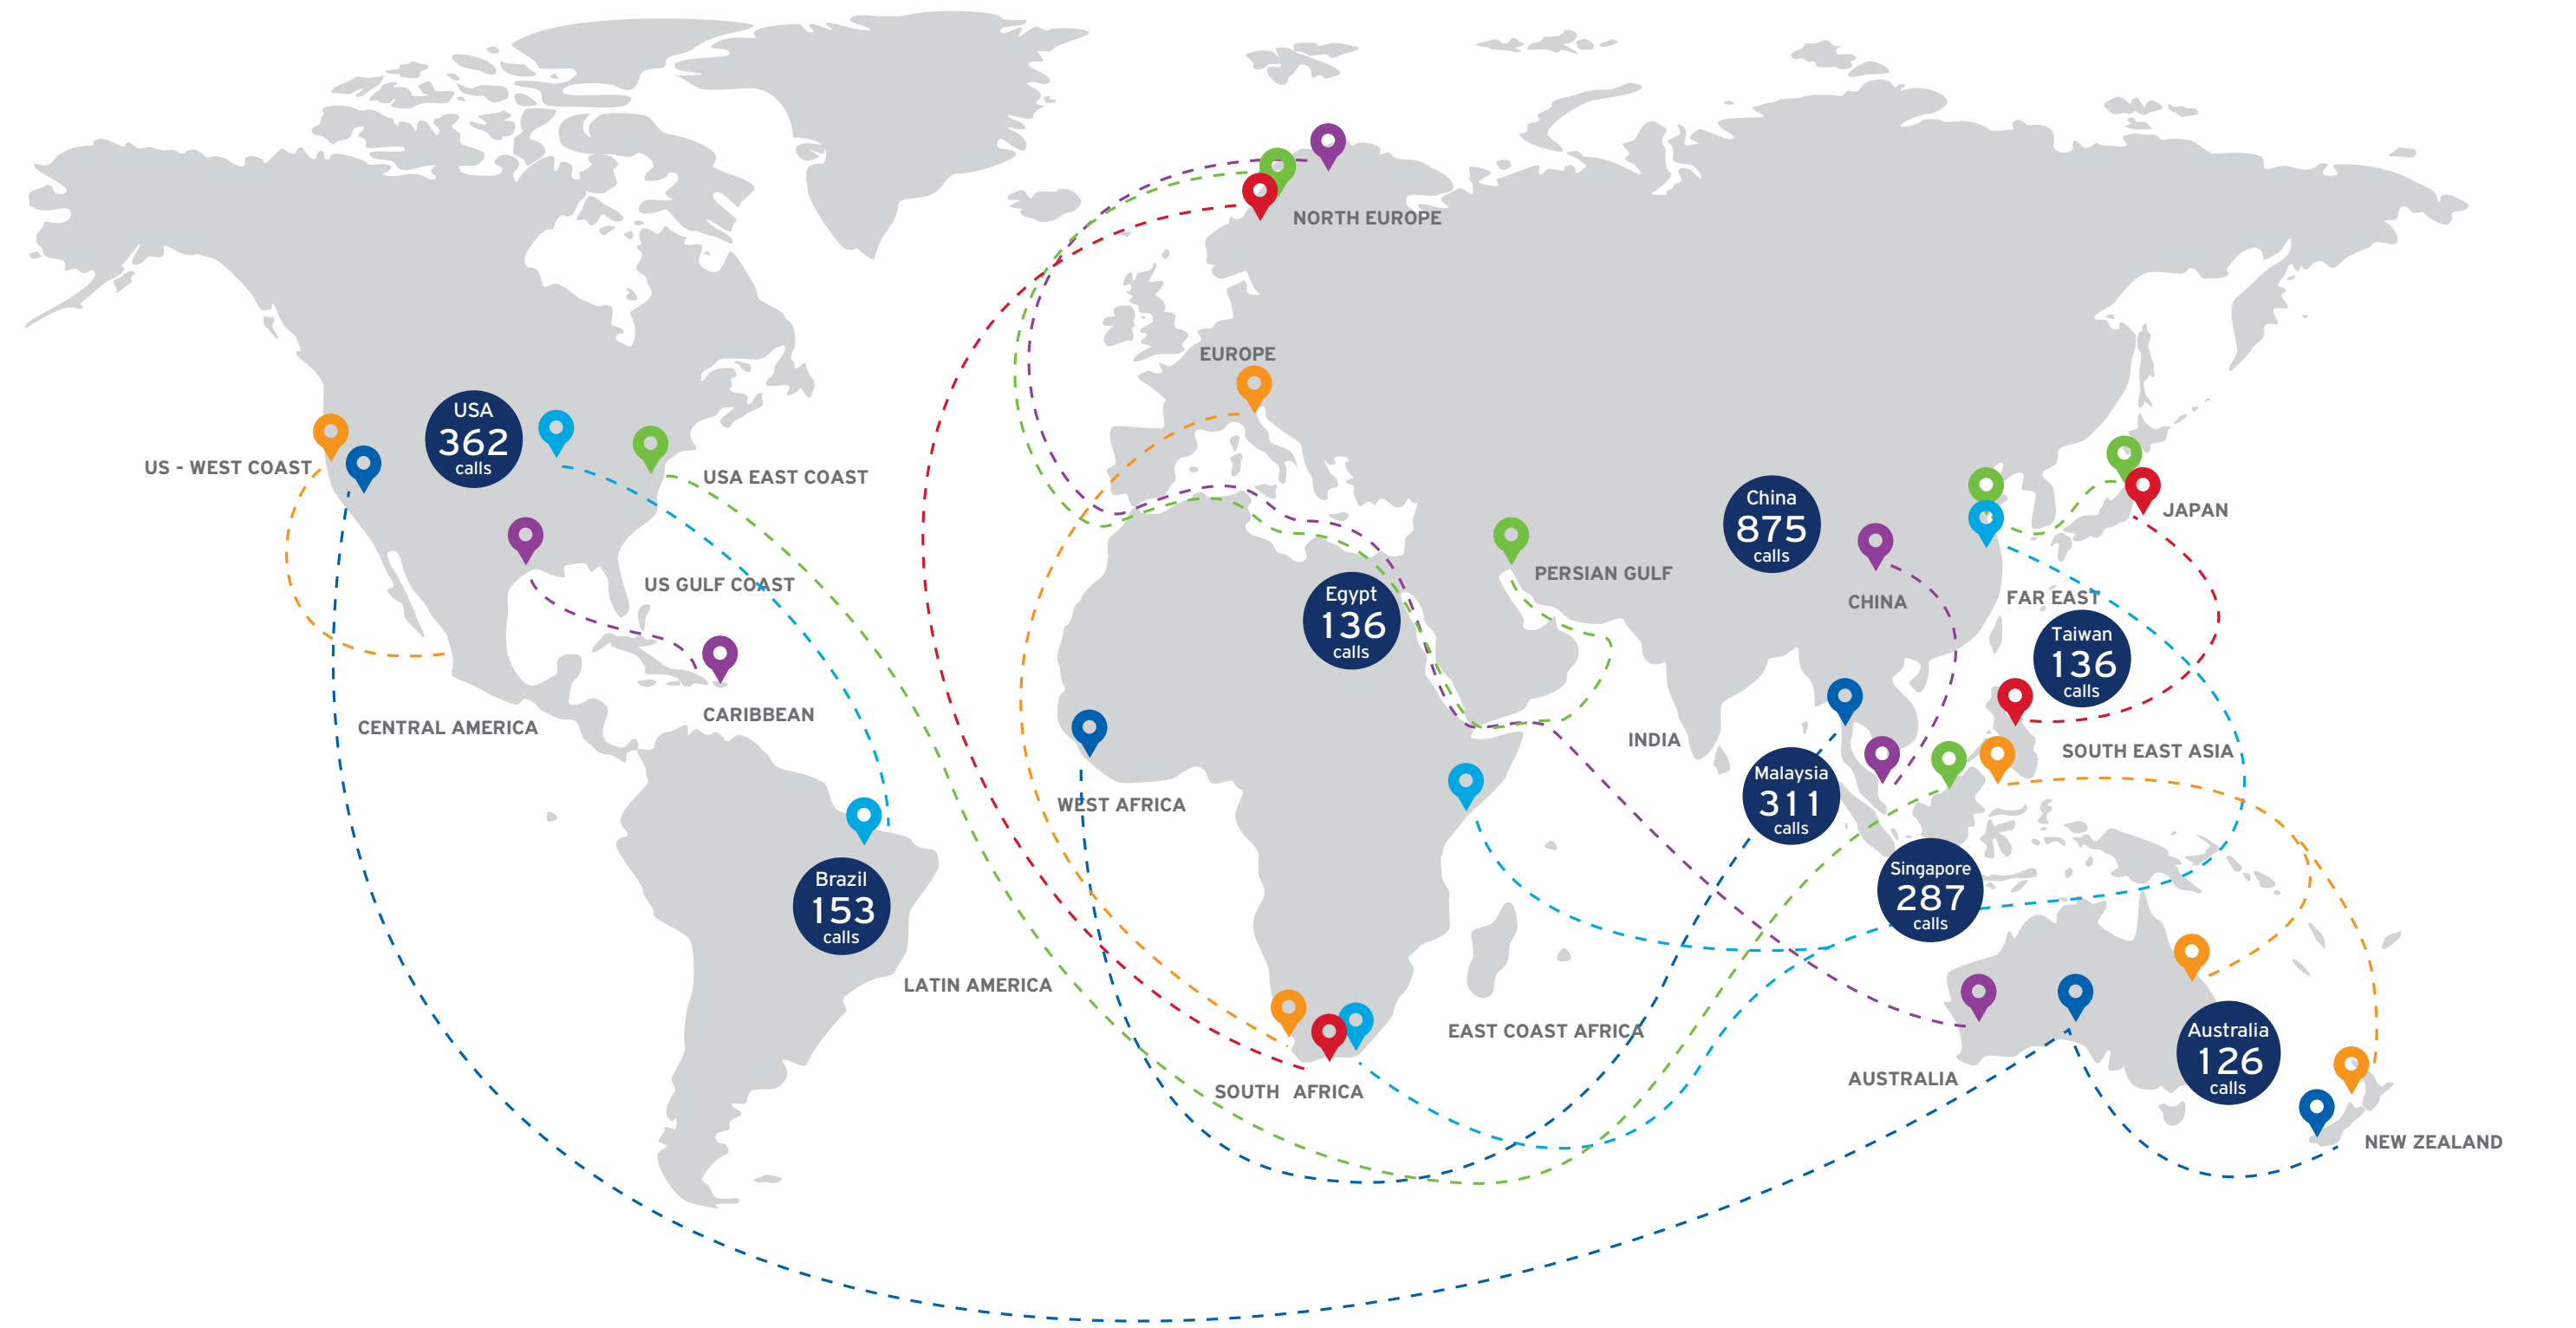 NORTH EUROPE
EUROPE
USA
362
calls
US - WEST COAST
USA EAST COAST
China
875
calls
JAPAN
US GULF COAST
PERSIAN GULF
Egypt
136
calls
CHINA
FAR EAST
Taiwan
136
calls
CARIBBEAN
CENTRAL AMERICA
INDIA
SOUTH EAST ASIA
Malaysia
311
calls
WEST AFRICA
Brazil
153
calls
Singapore
287
calls
LATIN AMERICA
EAST COAST AFRICA
Australia
126
calls
AUSTRALIA
SOUTH AFRICA
NEW ZEALAND